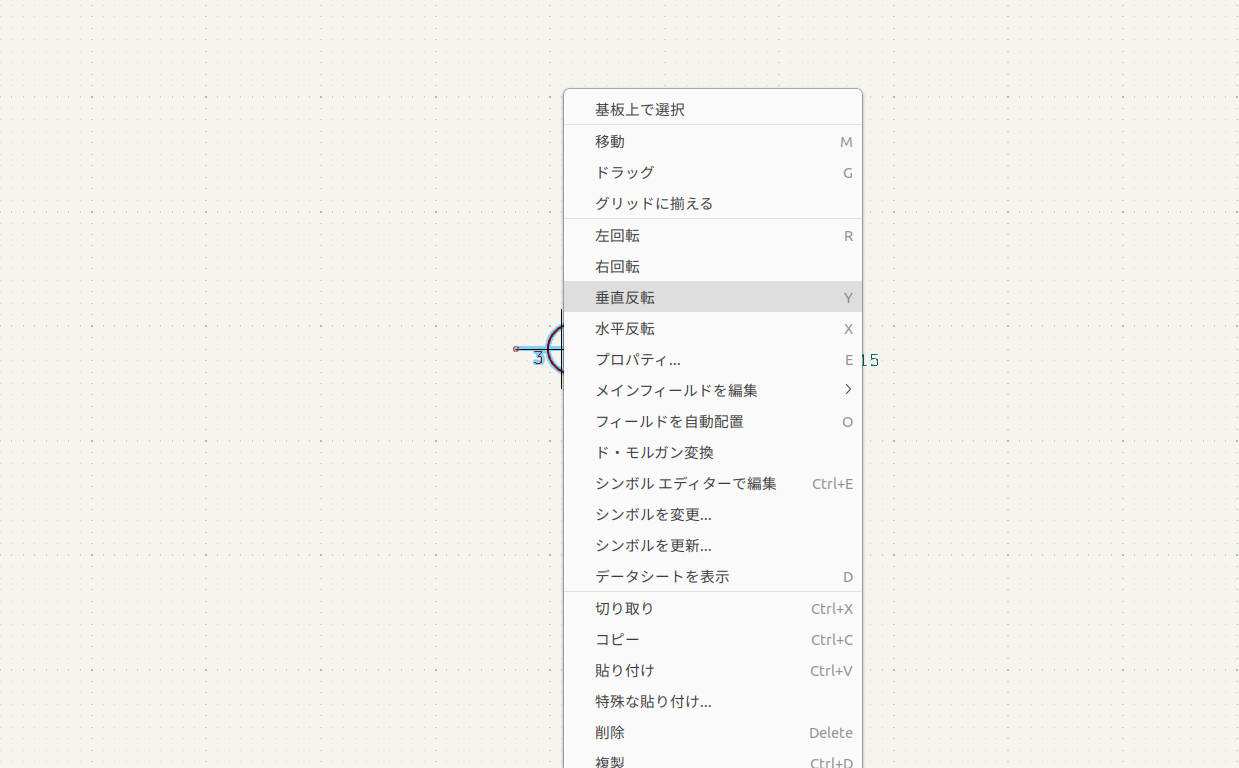 基板上で選択
移動 M
ドラッグ G
グリッドに揃える
左回転 R
右回転
垂直反転 Y
水平反転 X
3
プロパティ... E
15
メインフィールドを編集
フィールドを自動配置 O
ド・モルガン変換
シンボル エディターで編集 Ctrl+E
シンボルを変更...
シンボルを更新...
データシートを表示 D
切り取り Ctrl+X
コピー Ctrl+C
貼り付け Ctrl+V
特殊な貼り付け...
削除 Delete
複製 Ctrl+D